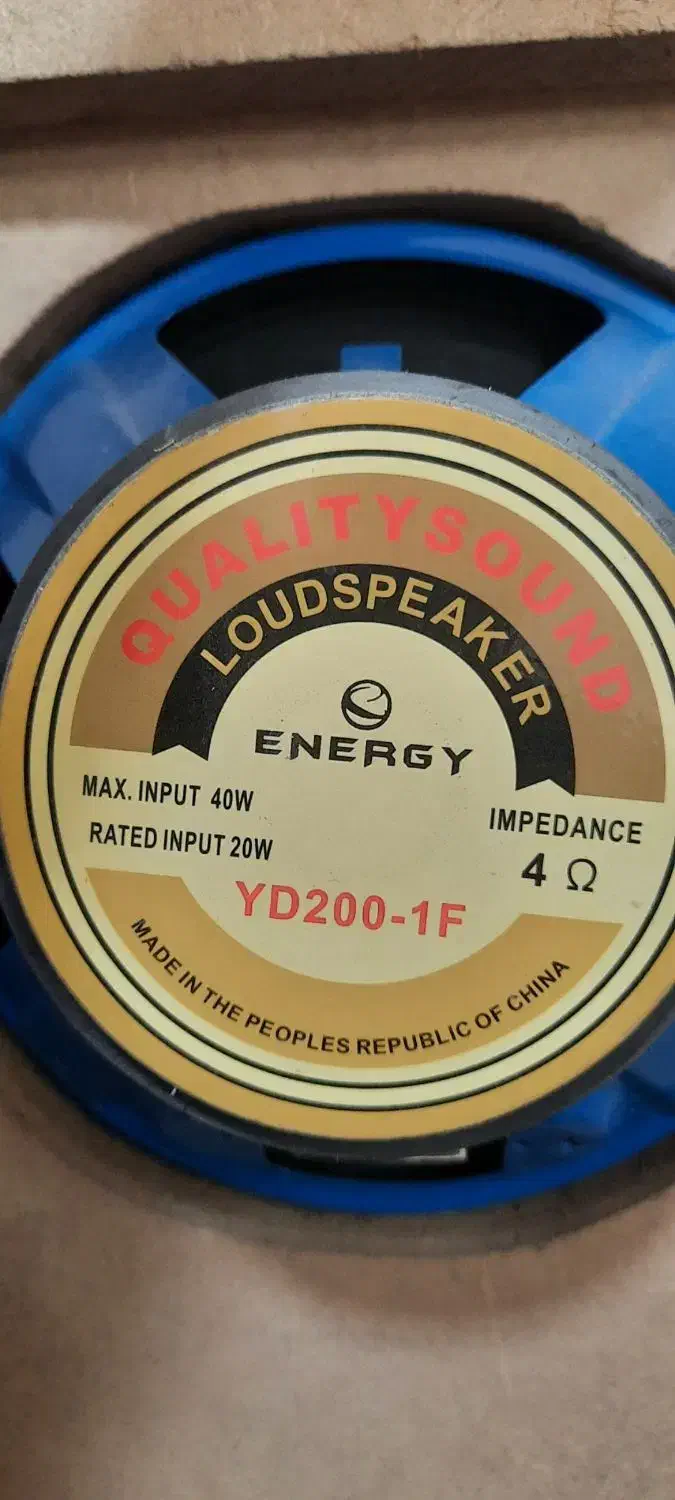 QUALITYSOUND
LOUDSPEAKER
ENERGY
MAX. INPUT 40W
RATED INPUT 20W
IMPEDANCE
4 Ω
YD200-1F
MADE IN THE PEOPLES REPUBLIC OF CHINA